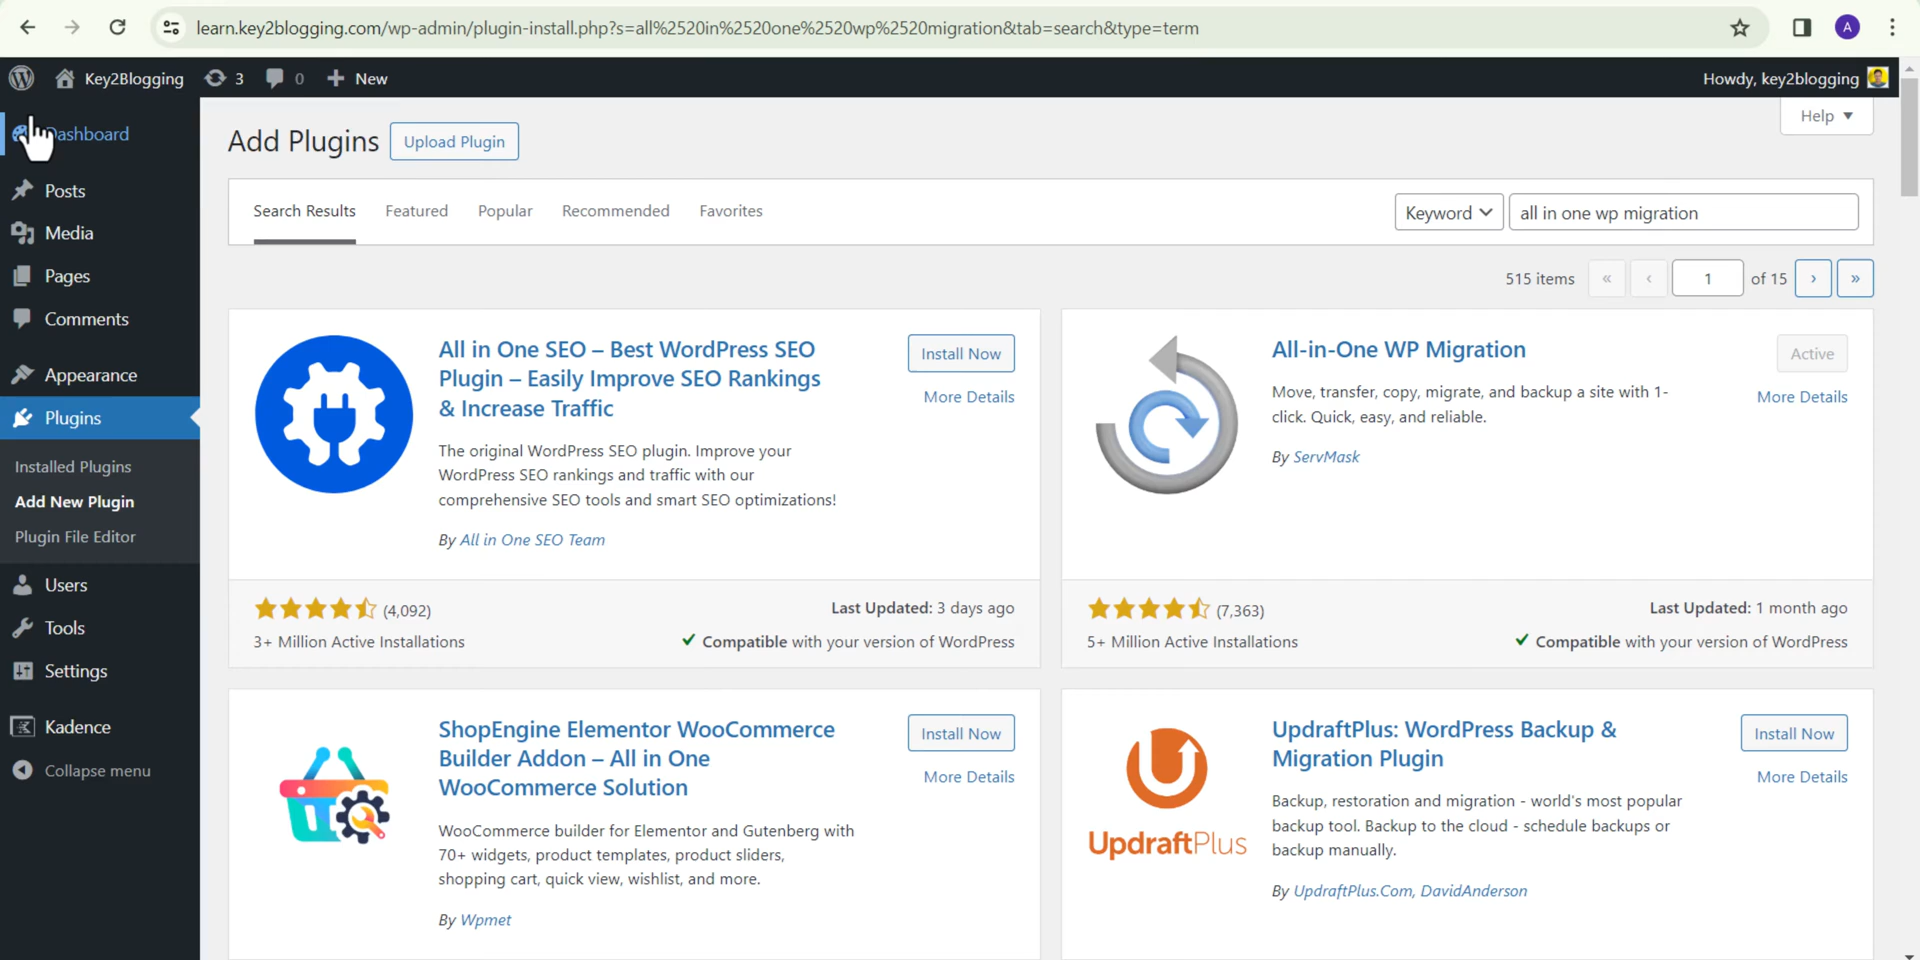 learn.key2blogging.com/wp-admin/plugin-install.php?s=all%2520in%2520one%2520wp%2520migration&tab=search&type=term
A
Key2Blogging
3
0
New
Howdy, key2blogging
Dashboard
Posts
Media
Pages
Comments
Appearance
Plugins
Installed Plugins
Add New Plugin
Plugin File Editor
Users
Tools
Settings
Kadence
Collapse menu
Help
Add Plugins
Upload Plugin
Search Results
Featured
Popular
Recommended
Favorites
Keyword
all in one wp migration
515 items
«
‹
1
of 15
›
»
All in One SEO – Best WordPress SEO
Plugin – Easily Improve SEO Rankings
& Increase Traffic
Install Now
More Details
The original WordPress SEO plugin. Improve your
WordPress SEO rankings and traffic with our
comprehensive SEO tools and smart SEO optimizations!
By All in One SEO Team
(4,092)
Last Updated: 3 days ago
3+ Million Active Installations
Compatible with your version of WordPress
All-in-One WP Migration
Active
More Details
Move, transfer, copy, migrate, and backup a site with 1-
click. Quick, easy, and reliable.
By ServMask
(7,363)
Last Updated: 1 month ago
5+ Million Active Installations
Compatible with your version of WordPress
ShopEngine Elementor WooCommerce
Builder Addon – All in One
WooCommerce Solution
Install Now
More Details
WooCommerce builder for Elementor and Gutenberg with
70+ widgets, product templates, product sliders,
shopping cart, quick view, wishlist, and more.
By Wpmet
UpdraftPlus
UpdraftPlus: WordPress Backup &
Migration Plugin
Install Now
More Details
Backup, restoration and migration - world's most popular
backup tool. Backup to the cloud - schedule backups or
backup manually.
By UpdraftPlus.Com, DavidAnderson